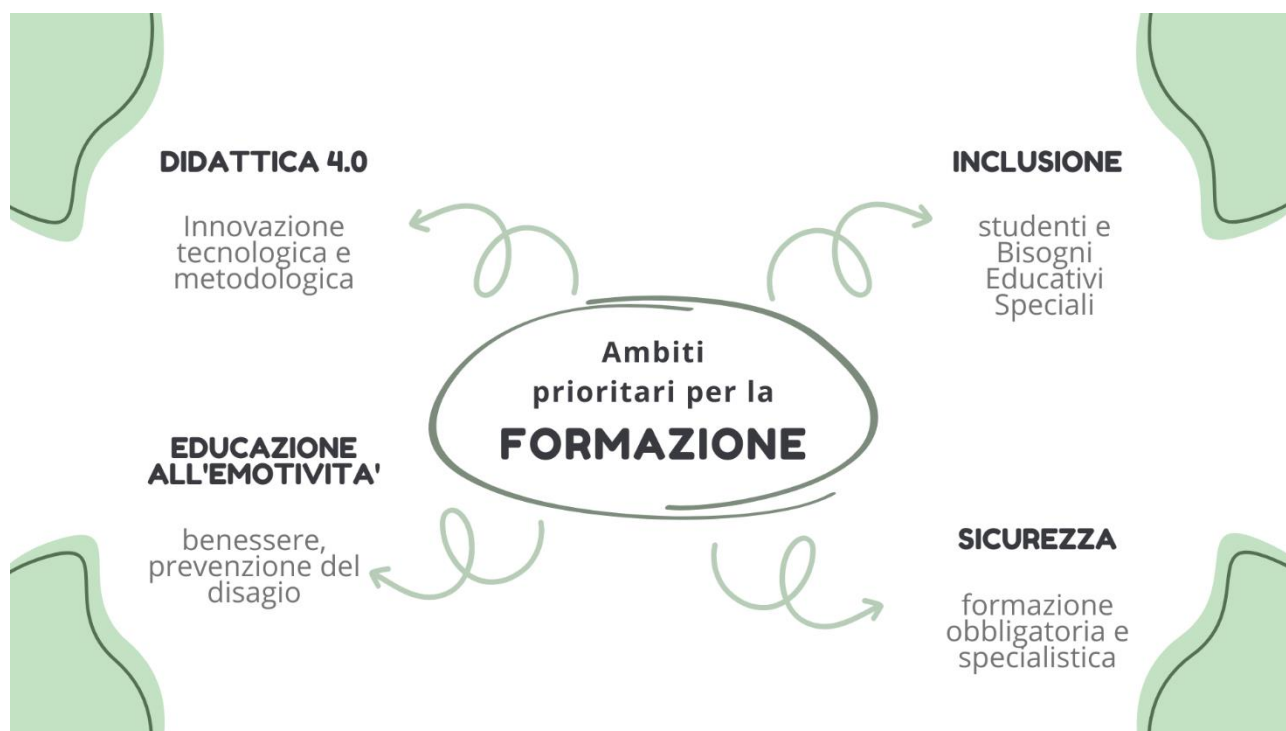 DIDATTICA 4.0
Innovazione
tecnologica e
metodologica
INCLUSIONE
studenti e
Bisogni
Educativi
Speciali
Ambiti
prioritari per la
FORMAZIONE
EDUCAZIONE
ALL'EMOTIVITA'
benessere,
prevenzione del
disagio
SICUREZZA
formazione
obbligatoria e
specialistica